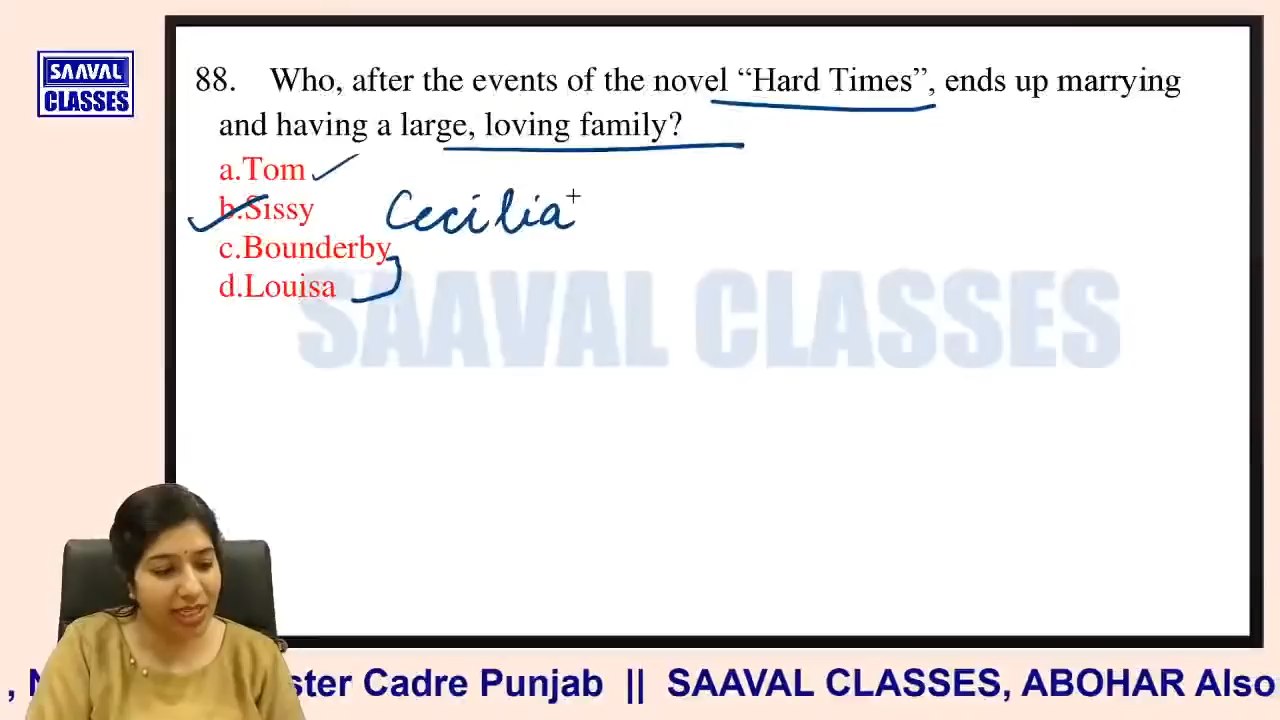 SAAVAL
CLASSES
88. Who, after the events of the novel “Hard Times”, ends up marrying
and having a large, loving family?
a.Tom
b.Sissy
Cecilia
c.Bounderby
d.Louisa
SAAVAL CLASSES
ster Cadre Punjab || SAAVAL CLASSES, ABOHAR Also